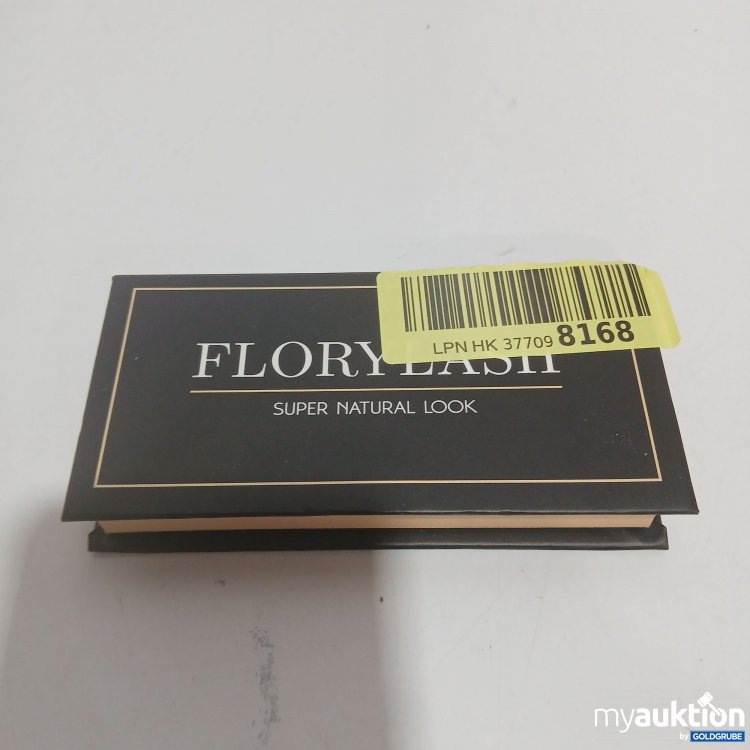 LPN HK 37709 8168
FLORYLASH
SUPER NATURAL LOOK
myauktion
by GOLDGRUBE